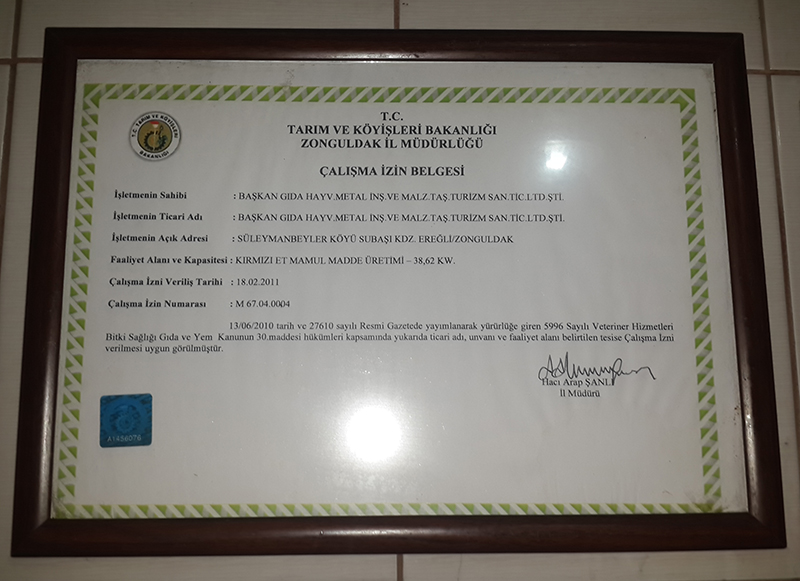 T.C. TARIM VE KÖYİŞLERİ
BAKANLIĞI
T.C.
TARIM VE KÖYİŞLERİ BAKANLIĞI
ZONGULDAK İL MÜDÜRLÜĞÜ
ÇALIŞMA İZİN BELGESİ
İşletmenin Sahibi : BAŞKAN GIDA HAYV.METAL İNŞ.VE MALZ.TAŞ.TURİZM SAN.TİC.LTD.ŞTİ.
İşletmenin Ticari Adı : BAŞKAN GIDA HAYV.METAL İNŞ.VE MALZ.TAŞ.TURİZM SAN.TİC.LTD.ŞTİ.
İşletmenin Açık Adresi : SÜLEYMANBEYLER KÖYÜ SUBAŞI KDZ. EREĞLİ/ZONGULDAK
Faaliyet Alanı ve Kapasitesi : KIRMIZI ET MAMUL MADDE ÜRETİMİ – 38,62 KW.
Çalışma İzni Veriliş Tarihi : 18.02.2011
Çalışma İzin Numarası : M 67.04.0004
13/06/2010 tarih ve 27610 sayılı Resmi Gazetede yayımlanarak yürürlüğe giren 5996 Sayılı Veteriner Hizmetleri
Bitki Sağlığı Gıda ve Yem Kanunun 30.maddesi hükümleri kapsamında yukarıda ticari adı, unvanı ve faaliyet alanı belirtilen tesise Çalışma İzni
verilmesi uygun görülmüştür.
Hacı Arap ŞANLI
İl Müdürü
A1456076